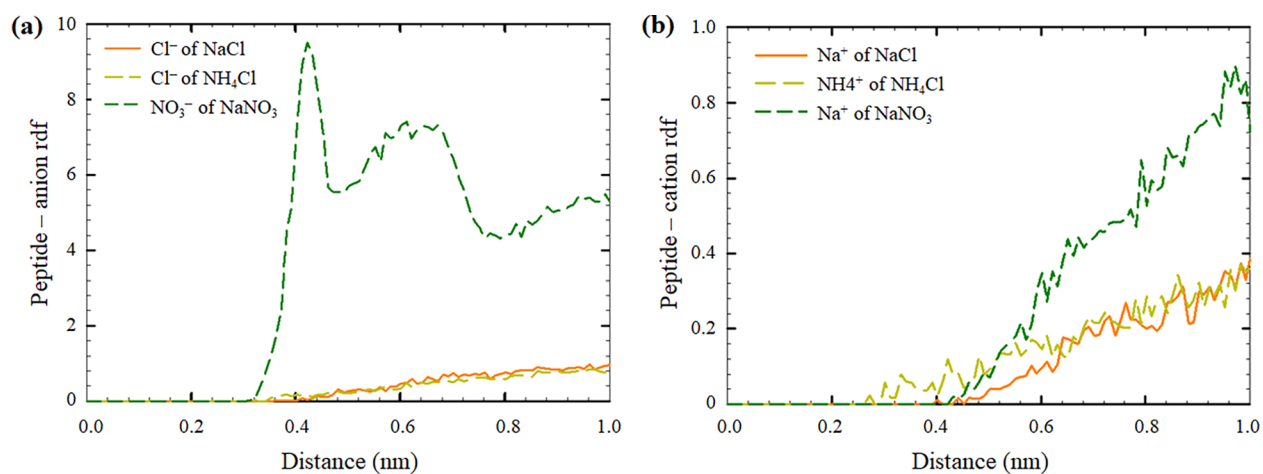 (a)
10
8
6
4
2
0
Peptide – anion rdf
Cl⁻ of NaCl
Cl⁻ of NH₄Cl
NO₃⁻ of NaNO₃
0.0 0.2 0.4 0.6 0.8 1.0
Distance (nm)
(b)
1.0
0.8
0.6
0.4
0.2
0
Peptide – cation rdf
Na⁺ of NaCl
NH4⁺ of NH₄Cl
Na⁺ of NaNO₃
0.0 0.2 0.4 0.6 0.8 1.0
Distance (nm)